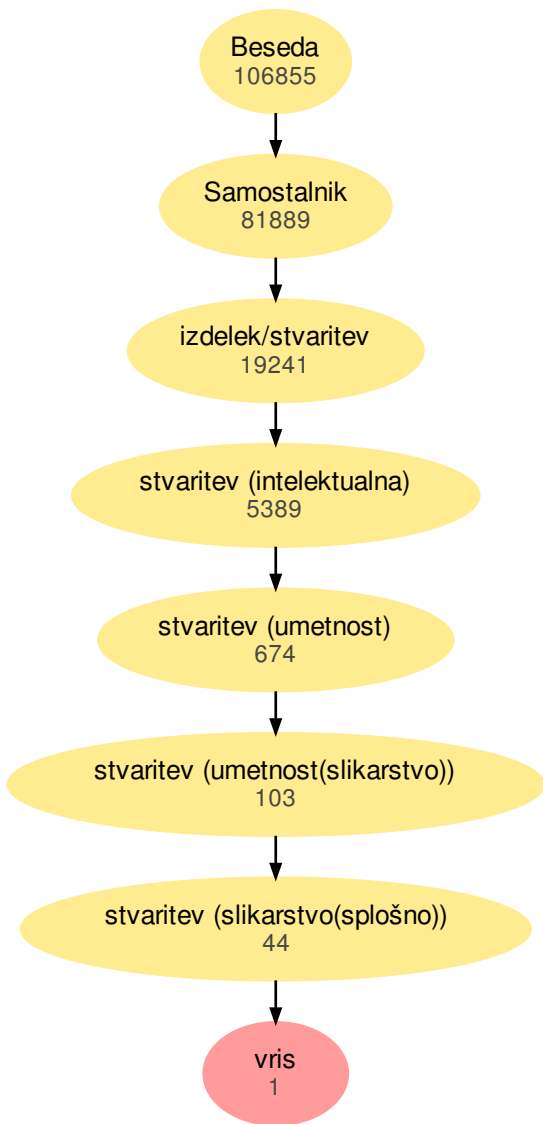 Beseda
106855
Samostalnik
81889
izdelek/stvaritev
19241
stvaritev (intelektualna)
5389
stvaritev (umetnost)
674
stvaritev (umetnost(slikarstvo))
103
stvaritev (slikarstvo(splošno))
44
vris
1